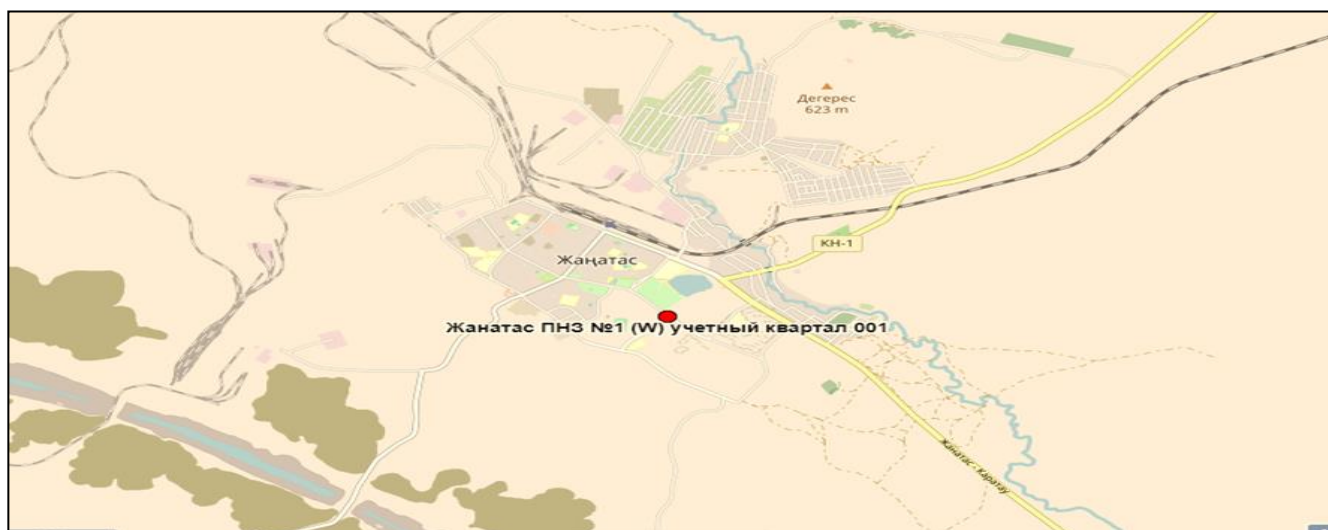 Дегерес
623 m
КН-1
Жаңатас
Жанатас ПНЗ №1 (W) учетный квартал 001
Жанатас - Каратау